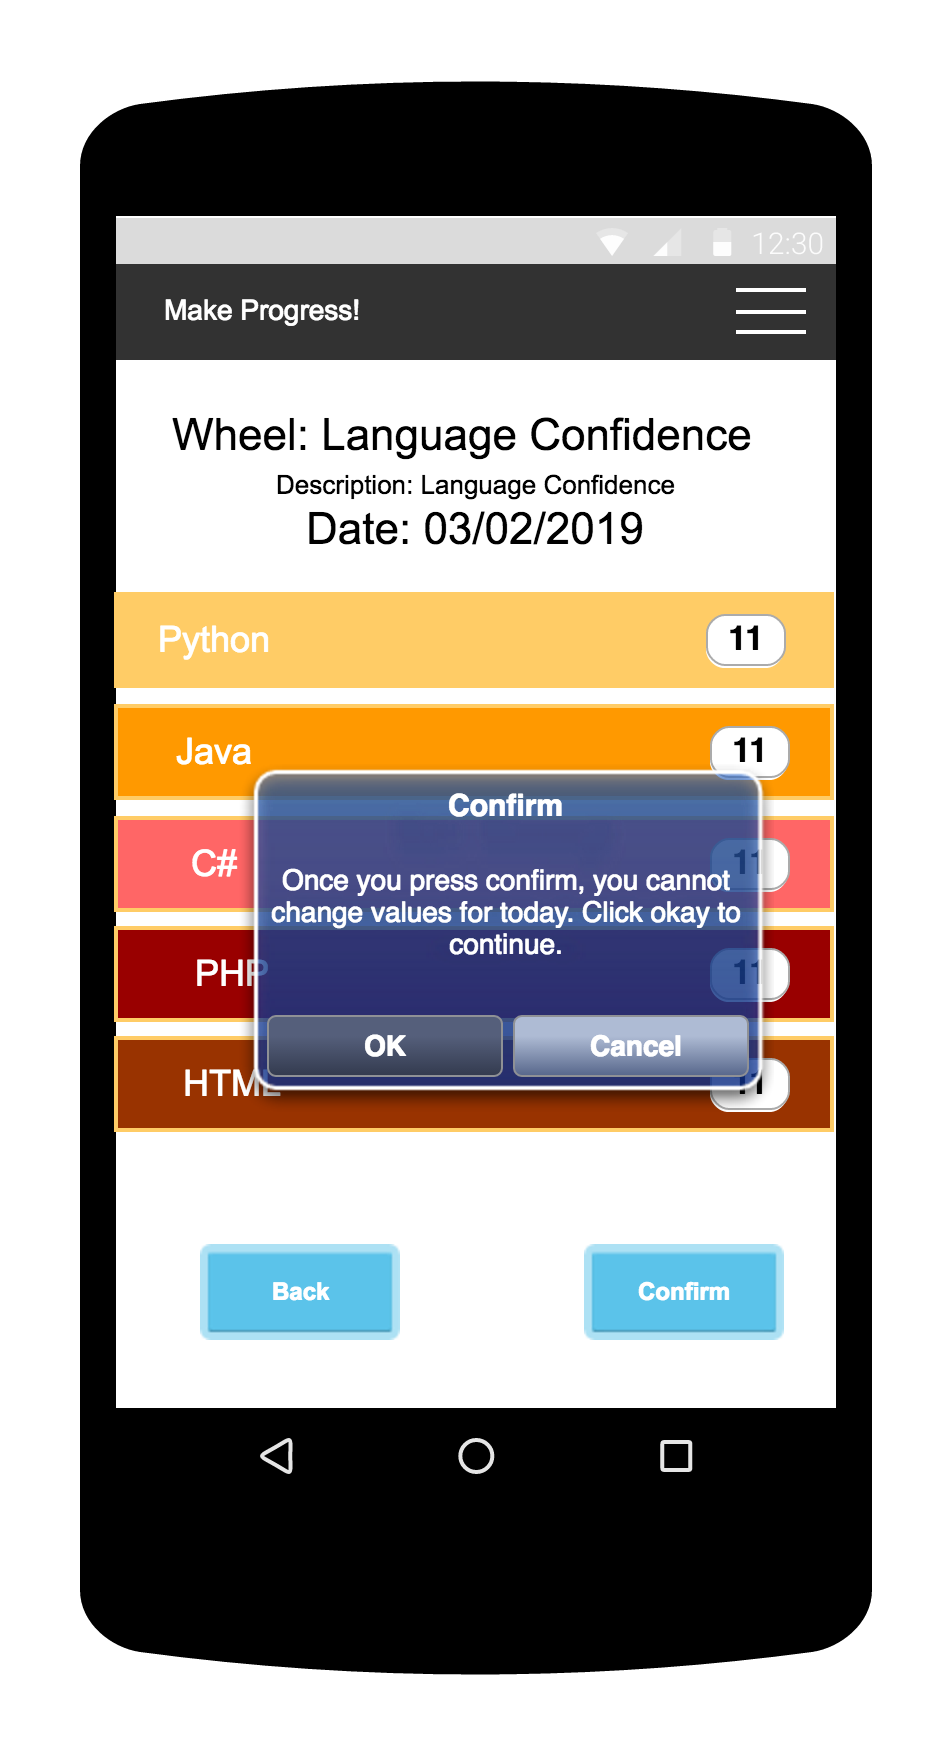 12:30
Make Progress!
Wheel: Language Confidence
Description: Language Confidence
Date: 03/02/2019
Python 11
Java 11
Confirm
C# 11
Once you press confirm, you cannot
change values for today. Click okay to
continue.
PHP 11
OK Cancel
HTML 11
Back Confirm